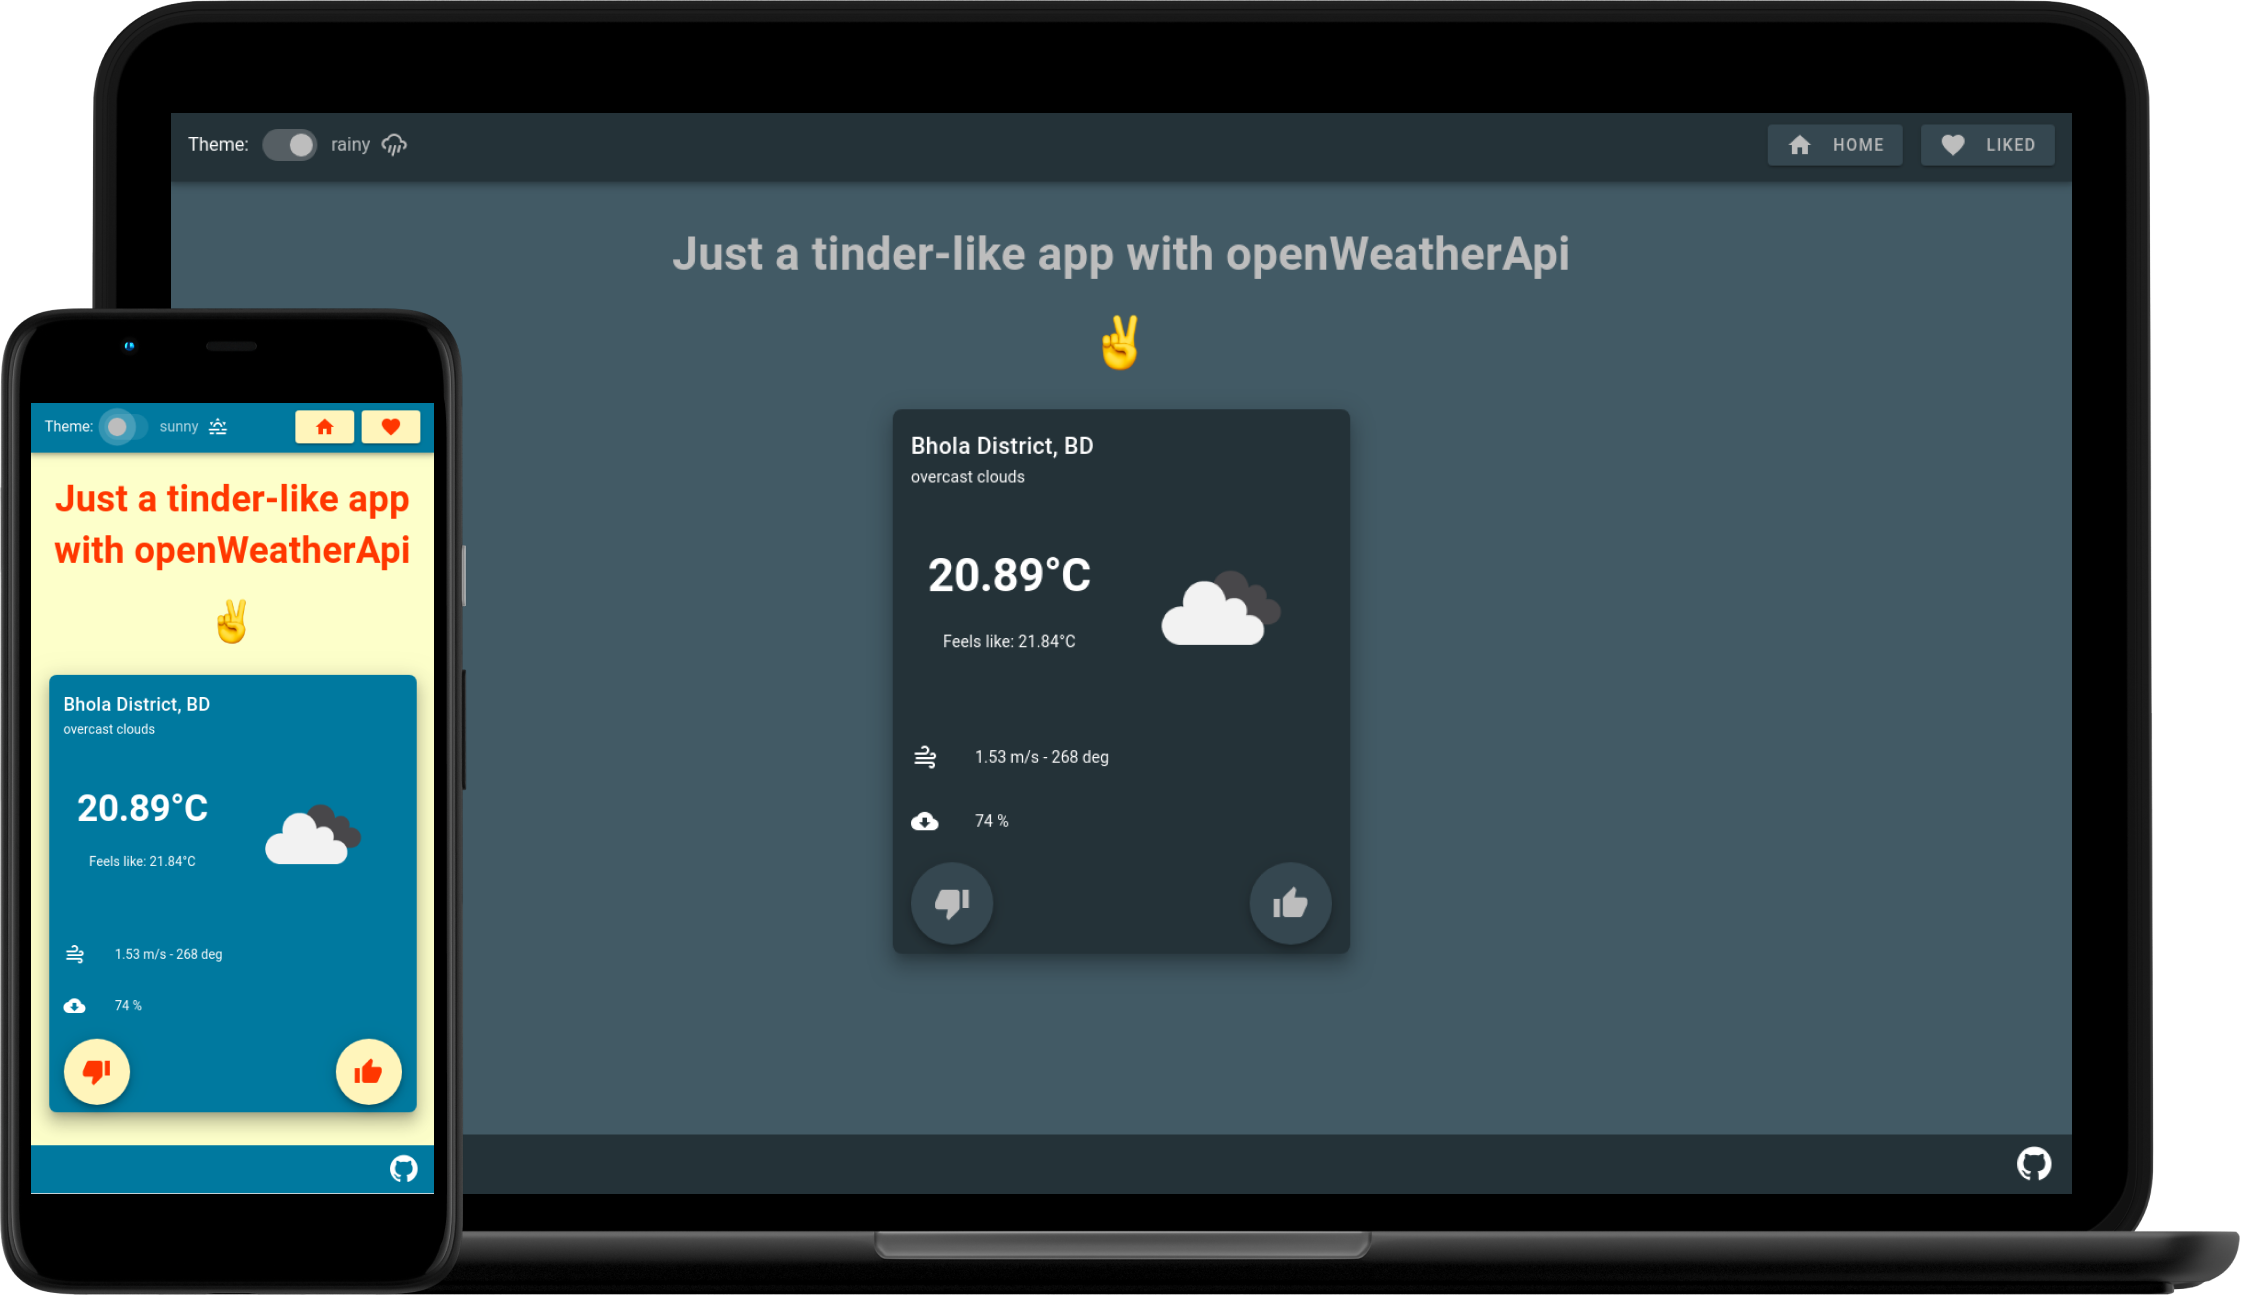 Theme: rainy HOME LIKED
Just a tinder-like app with openWeatherApi
Bhola District, BD
overcast clouds
20.89°C
Feels like: 21.84°C
1.53 m/s - 268 deg
74 %
Theme: sunny
Just a tinder-like app
with openWeatherApi
Bhola District, BD
overcast clouds
20.89°C
Feels like: 21.84°C
1.53 m/s - 268 deg
74 %